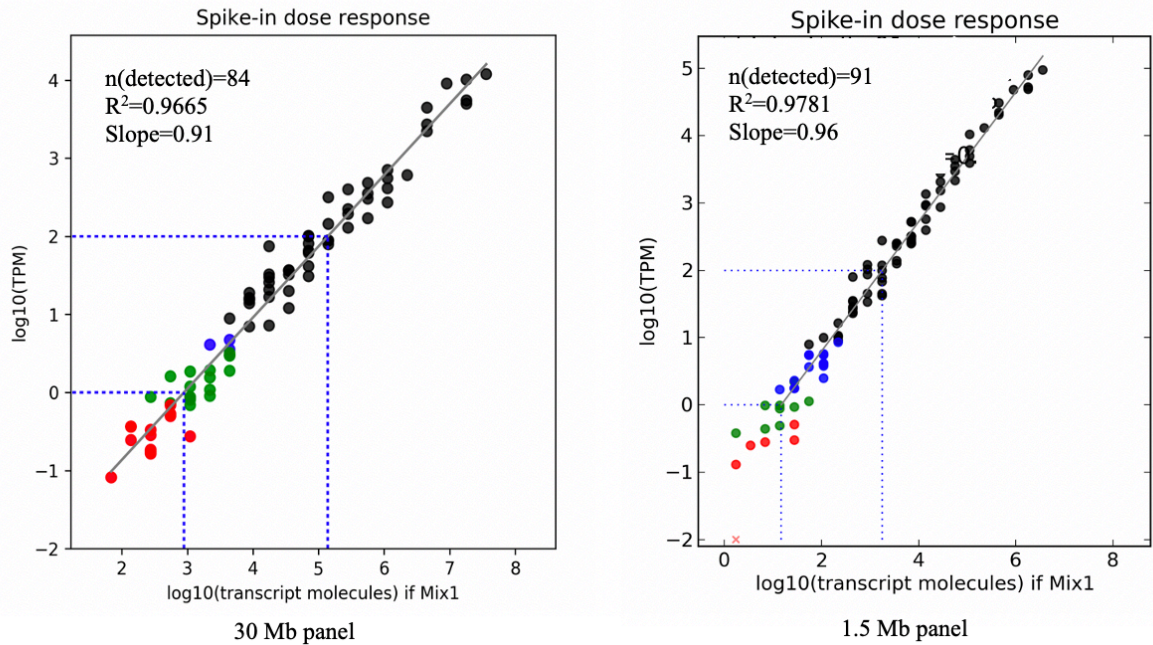 Spike-in dose response
n(detected)=84
R²=0.9665
Slope=0.91
log10(TPM)
4
3
2
1
0
−1
−2
2 3 4 5 6 7 8
log10(transcript molecules) if Mix1
30 Mb panel
Spike-in dose response
n(detected)=91
R²=0.9781
Slope=0.96
log10(TPM)
5
4
3
2
1
0
−1
−2
0 2 4 6 8
log10(transcript molecules) if Mix1
1.5 Mb panel